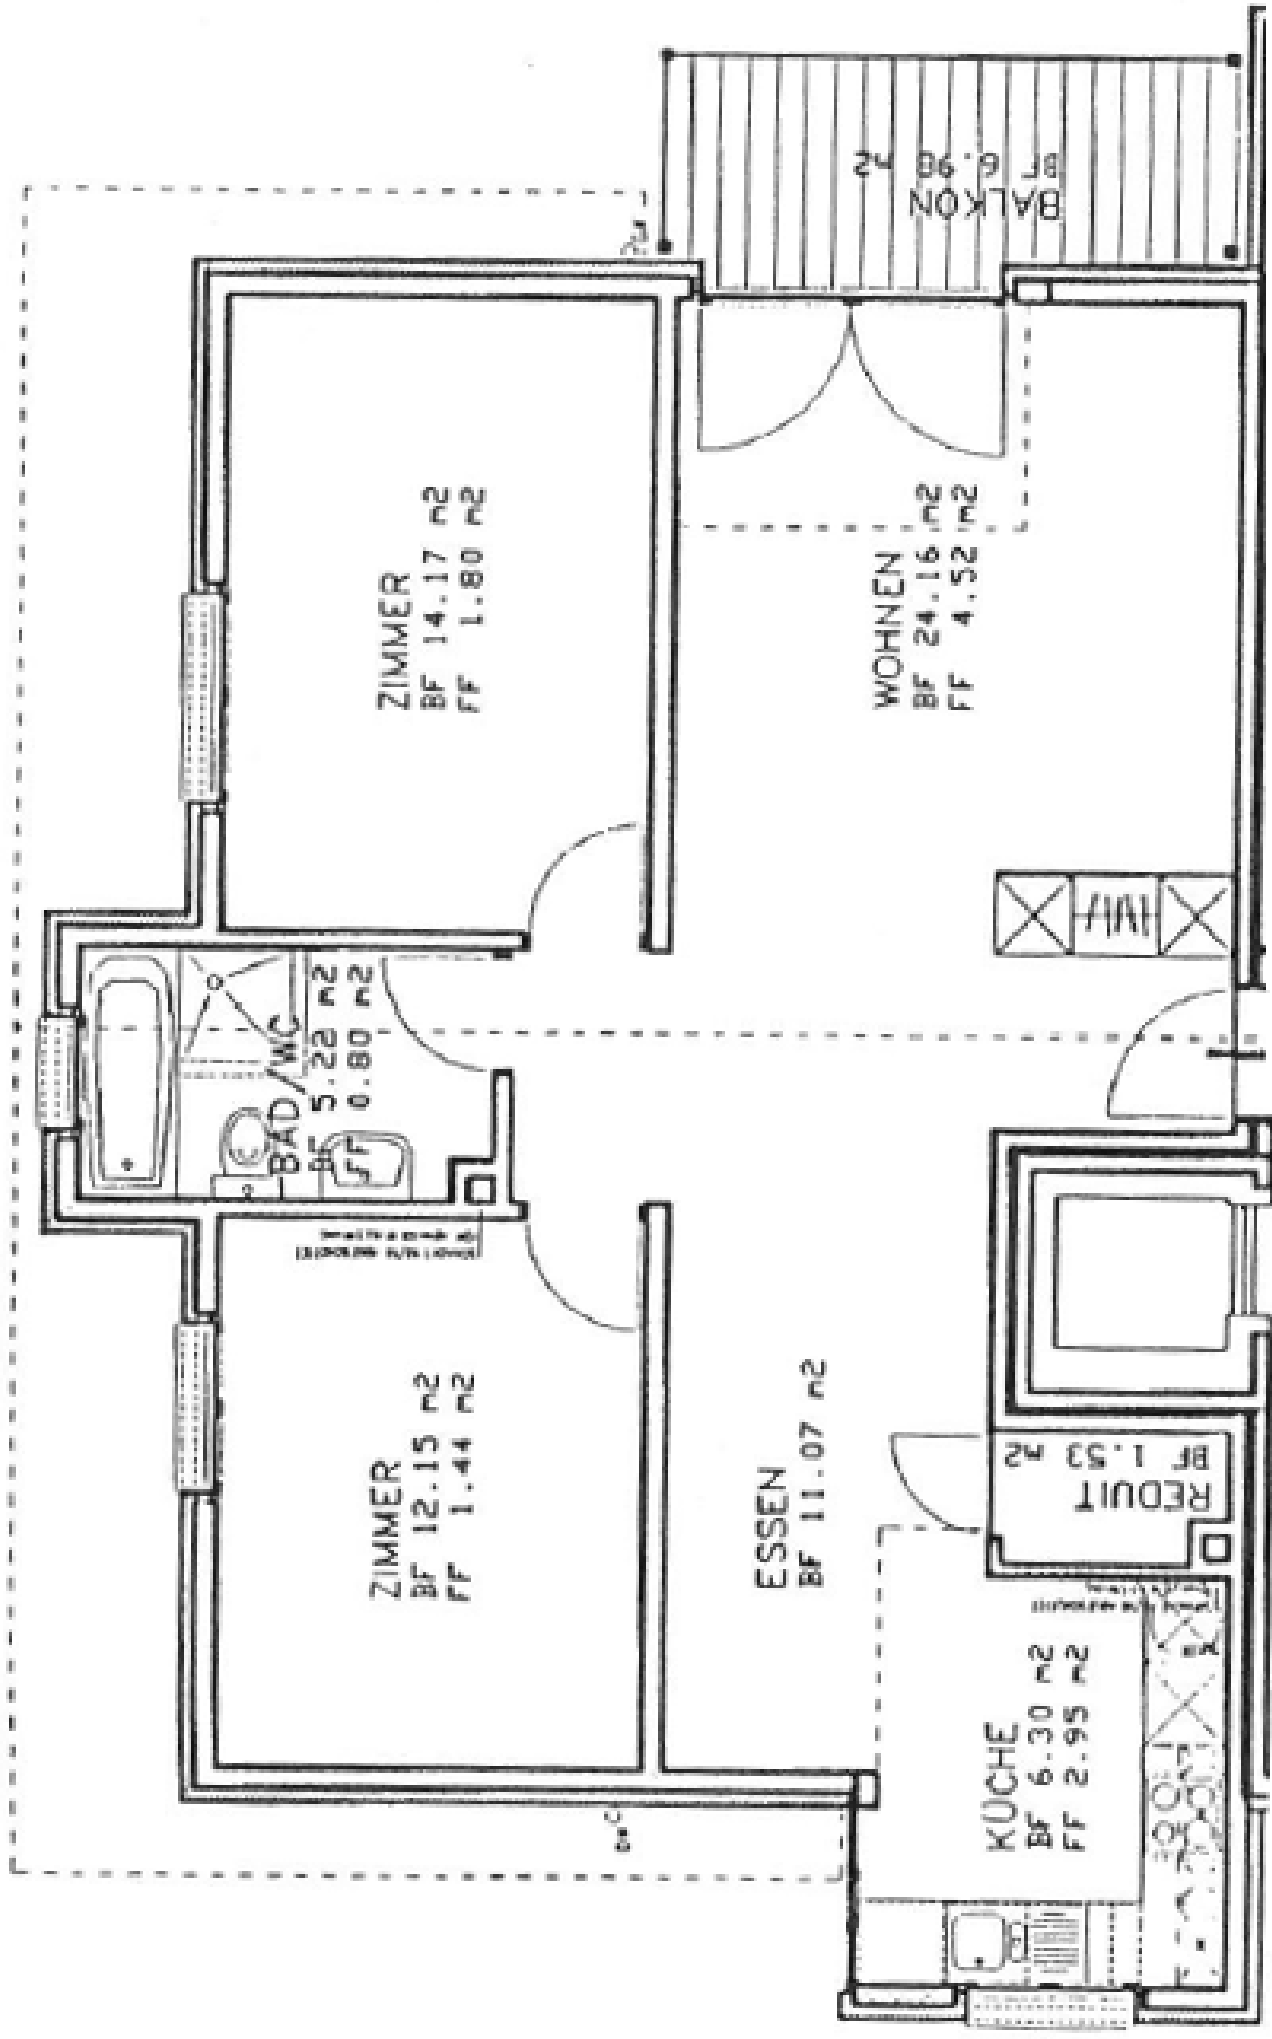 BALKON
BF 6.98 m2
ZIMMER
BF 14.17 m2
FF 1.80 m2
WOHNEN
BF 24.16 m2
FF 4.52 m2
BAD/WC
BF 5.22 m2
FF 0.80 m2
ZIMMER
BF 12.15 m2
FF 1.44 m2
ESSEN
BF 11.07 m2
REDUIT
BF 1.53 m2
KÜCHE
BF 6.30 m2
FF 2.95 m2